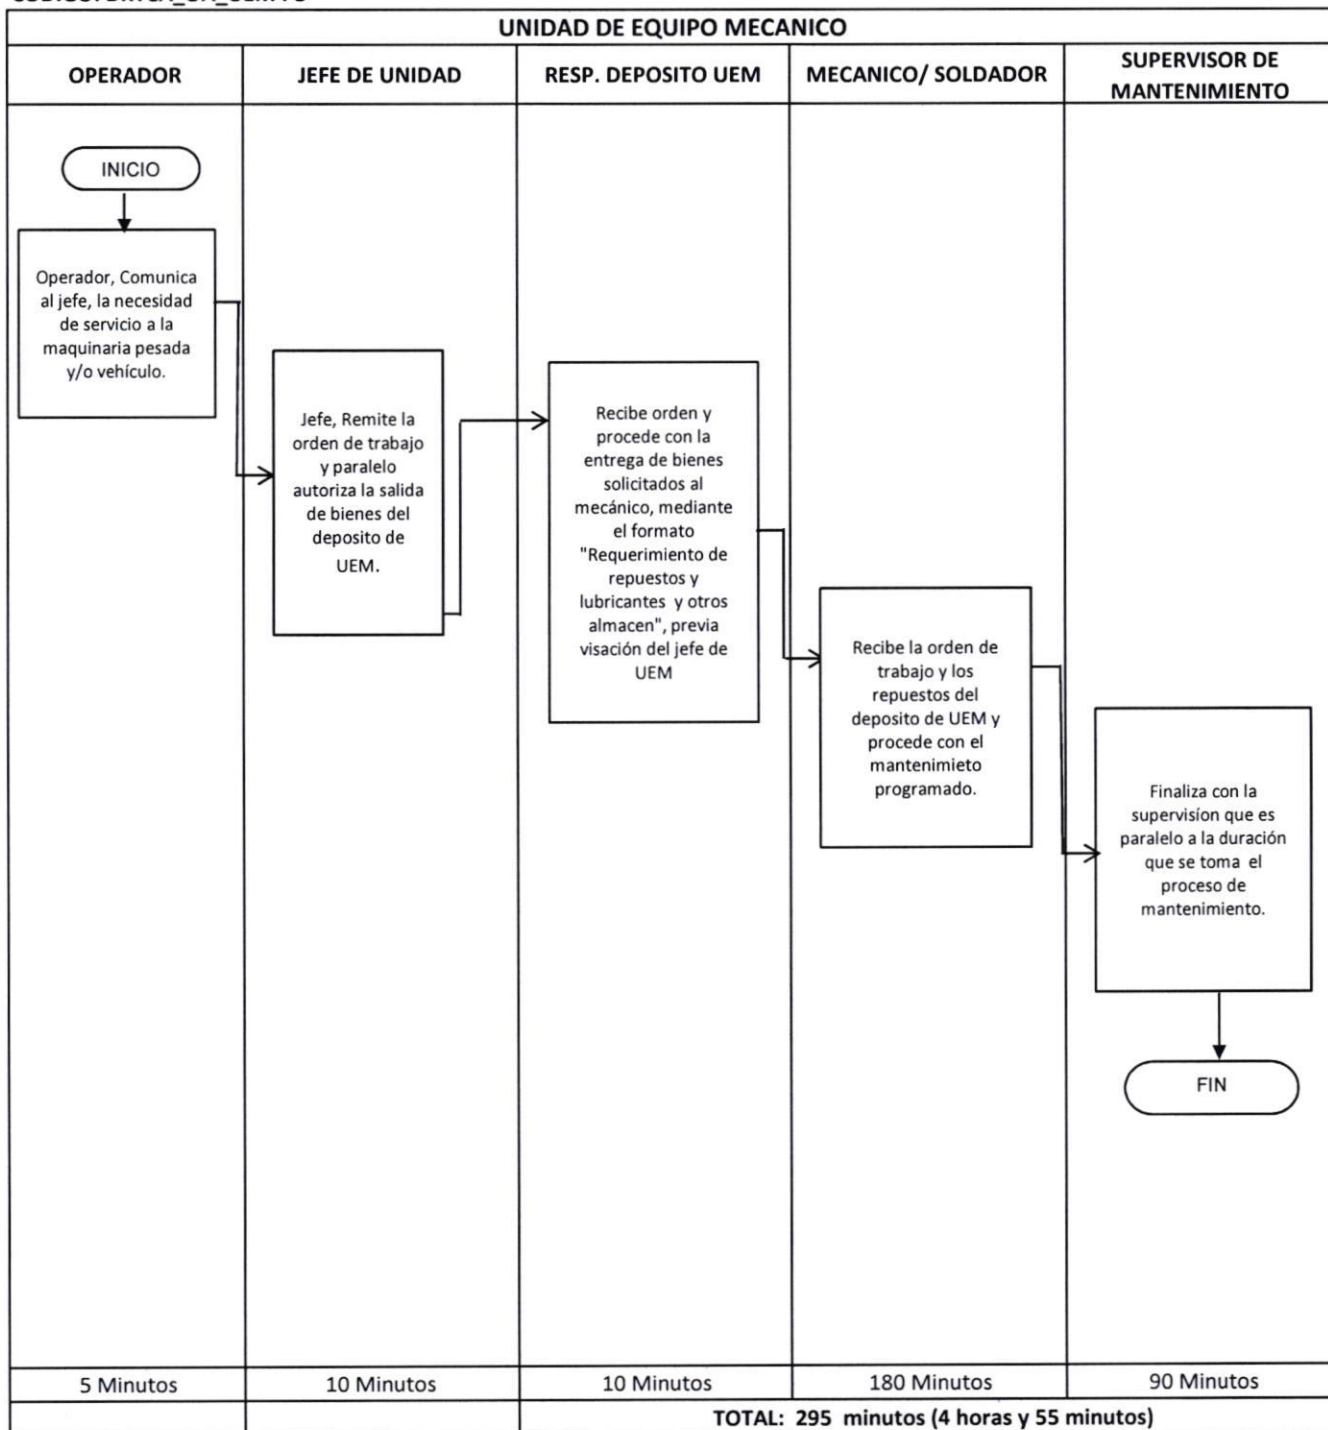 UNIDAD DE EQUIPO MECANICO
OPERADOR
JEFE DE UNIDAD
RESP. DEPOSITO UEM
MECANICO/ SOLDADOR
SUPERVISOR DE
MANTENIMIENTO
INICIO
Operador, Comunica
al jefe, la necesidad
de servicio a la
maquinaria pesada
y/o vehículo.
Jefe, Remite la
orden de trabajo
y paralelo
autoriza la salida
de bienes del
deposito de
UEM.
Recibe orden y
procede con la
entrega de bienes
solicitados al
mecánico, mediante
el formato
"Requerimiento de
repuestos y
lubricantes y otros
almacen", previa
visación del jefe de
UEM
Recibe la orden de
trabajo y los
repuestos del
deposito de UEM y
procede con el
mantenimieto
programado.
Finaliza con la
supervisíon que es
paralelo a la duración
que se toma el
proceso de
mantenimiento.
FIN
5 Minutos
10 Minutos
10 Minutos
180 Minutos
90 Minutos
TOTAL: 295 minutos (4 horas y 55 minutos)